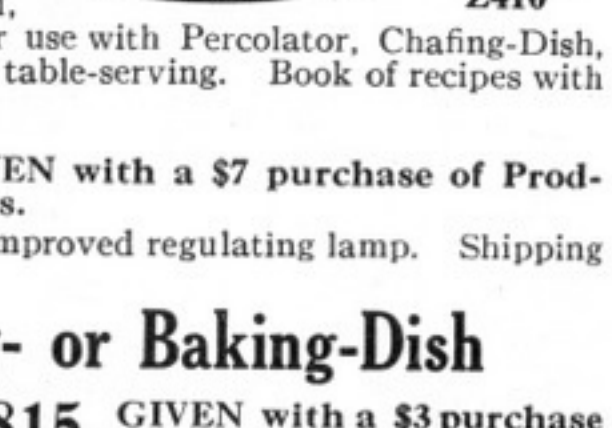 r use with Percolator, Chafing-Dish,
table-serving. Book of recipes with
EN with a $7 purchase of Prod-
s.
mproved regulating lamp. Shipping
- or Baking-Dish
815 GIVEN with a $3 purchase